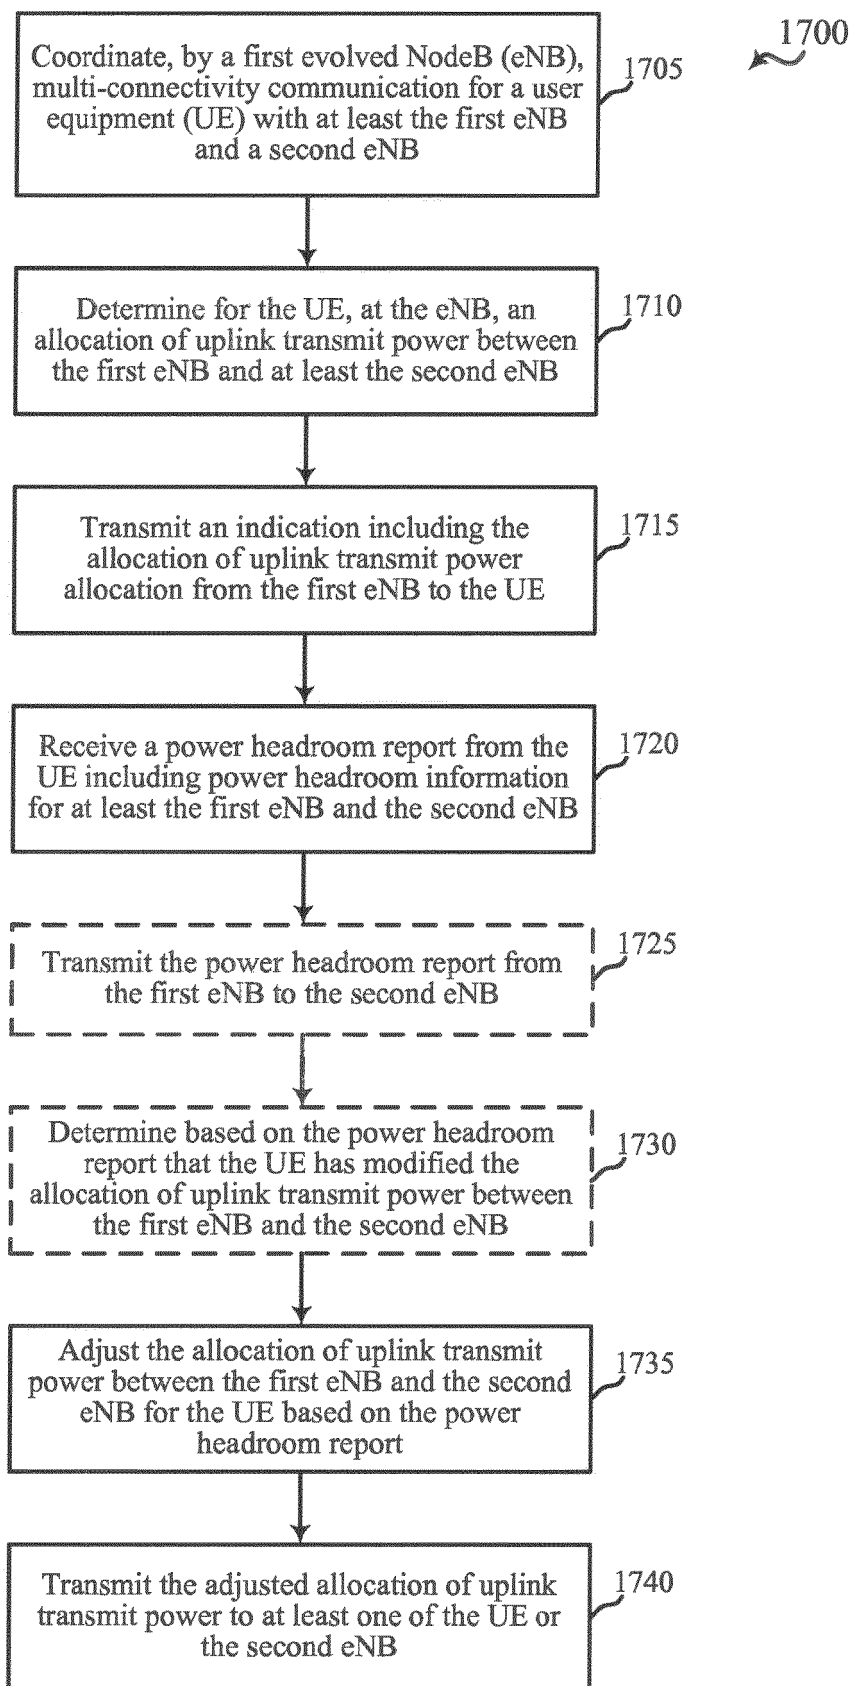 1700
Coordinate, by a first evolved NodeB (eNB),
multi-connectivity communication for a user
equipment (UE) with at least the first eNB
and a second eNB
1705
Determine for the UE, at the eNB, an
allocation of uplink transmit power between
the first eNB and at least the second eNB
1710
Transmit an indication including the
allocation of uplink transmit power
allocation from the first eNB to the UE
1715
Receive a power headroom report from the
UE including power headroom information
for at least the first eNB and the second eNB
1720
Transmit the power headroom report from
the first eNB to the second eNB
1725
Determine based on the power headroom
report that the UE has modified the
allocation of uplink transmit power between
the first eNB and the second eNB
1730
Adjust the allocation of uplink transmit
power between the first eNB and the second
eNB for the UE based on the power
headroom report
1735
Transmit the adjusted allocation of uplink
transmit power to at least one of the UE or
the second eNB
1740